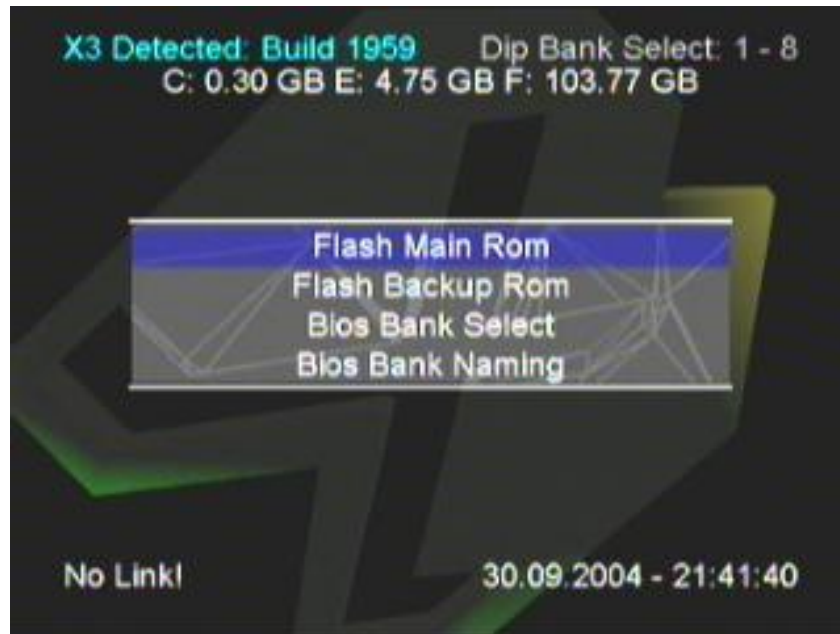 X3 Detected: Build 1959 Dip Bank Select: 1 - 8
C: 0.30 GB E: 4.75 GB F: 103.77 GB
Flash Main Rom
Flash Backup Rom
Bios Bank Select
Bios Bank Naming
No Link! 30.09.2004 - 21:41:40